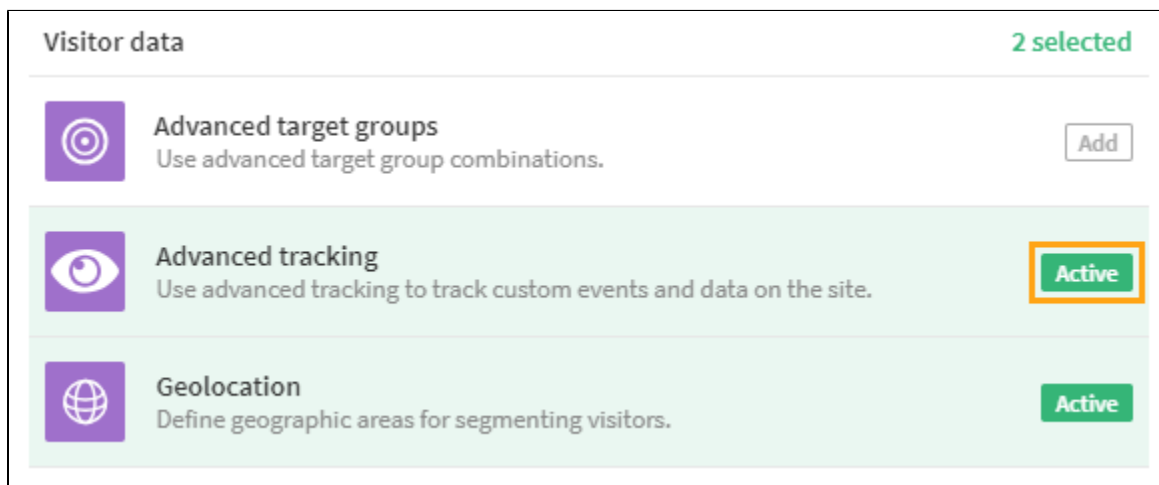 Visitor data
2 selected
Advanced target groups
Use advanced target group combinations.
Add
Advanced tracking
Use advanced tracking to track custom events and data on the site.
Active
Geolocation
Define geographic areas for segmenting visitors.
Active